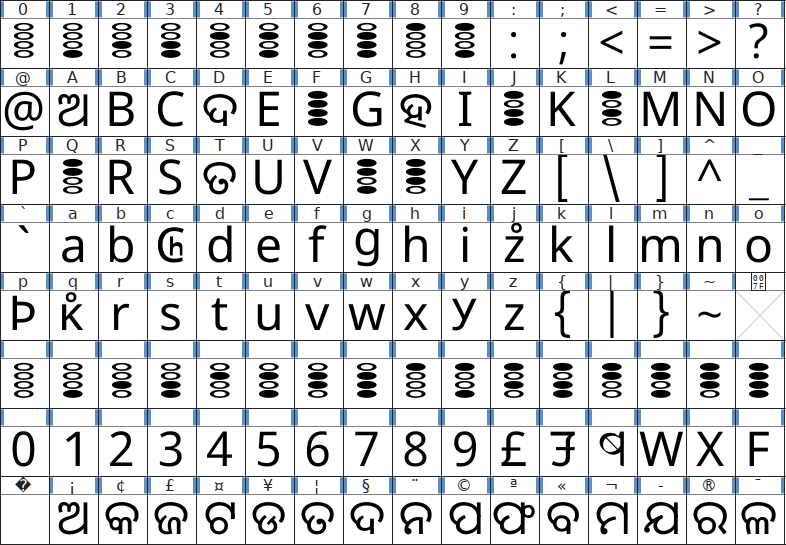 0 1 2 3 4 5 6 7 8 9 : ; < = > ?
: ; < = > ?
@ A B C D E F G H I J K L M N O
@ ଅ B C ଦ E G ହ I K M N O
P Q R S T U V W X Y Z [ \ ] ^ _
P R S ତ U V Y Z [ \ ] ^ _
` a b c d e f g h i j k l m n o
` a b d e f g h i z̊ k l m n o
p q r s t u v w x y z { | } ~ 007F
Þ k̊ r s t u v w x y z { | } ~
0 1 2 3 4 5 6 7 8 9 £ W X F
� ¡ ¢ £ ¤ ¥ ¦ § ¨ © ª « ¬ - ® ¯
ଅ କ ଜ ଟ ଡ ତ ଦ ନ ପ ଫ ବ ମ ଯ ର ଳ